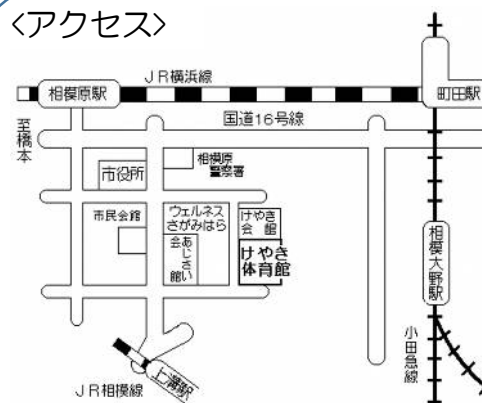 <アクセス>
JR横浜線
相模原駅
町田駅
至橋本
国道16号線
市役所
相模原
警察署
市民会館
ウェルネス
さがみはら
あじさい
会館
けやき
会館
けやき
体育館
相模大野駅
小田急線
上溝駅
JR相模線